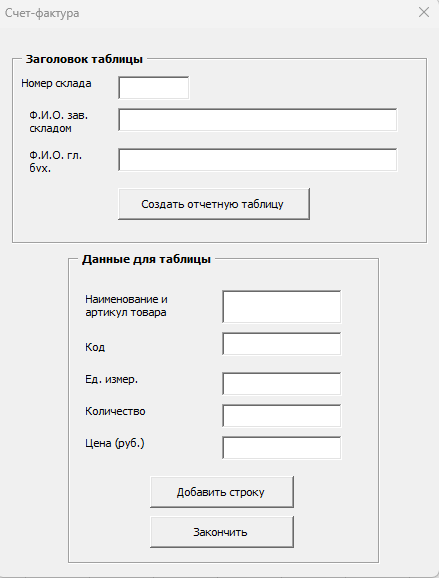 Счет-фактура
Заголовок таблицы
Номер склада
Ф.И.О. зав.
складом
Ф.И.О. гл.
бух.
Создать отчетную таблицу
Данные для таблицы
Наименование и
артикул товара
Код
Ед. измер.
Количество
Цена (руб.)
Добавить строку
Закончить